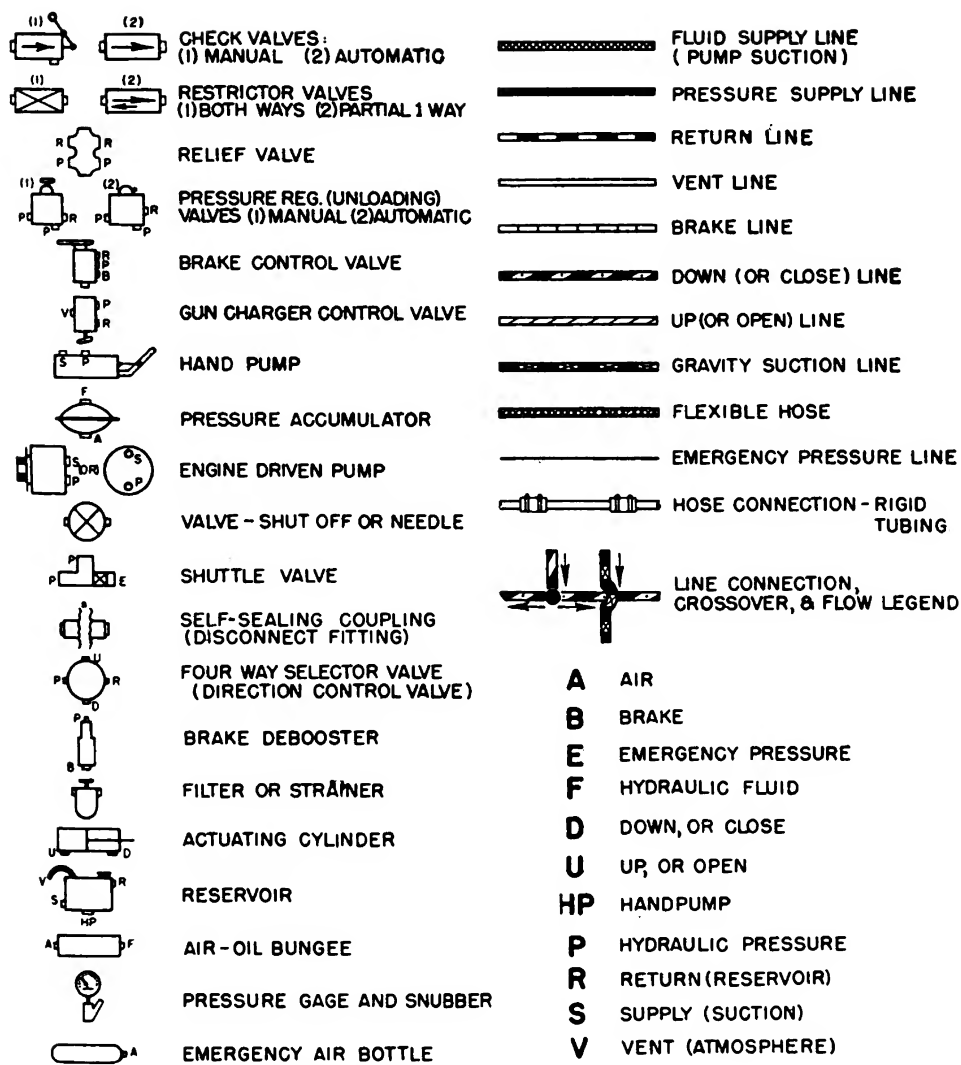 (1) (2)
CHECK VALVES:
(1) MANUAL (2) AUTOMATIC
(1) (2)
RESTRICTOR VALVES
(1) BOTH WAYS (2) PARTIAL 1 WAY
R R
P P
RELIEF VALVE
(1) (2)
PRESSURE REG. (UNLOADING)
VALVES (1) MANUAL (2) AUTOMATIC
P R P R
P P
R
P
B
BRAKE CONTROL VALVE
V P
R
GUN CHARGER CONTROL VALVE
S P
HAND PUMP
F
A
PRESSURE ACCUMULATOR
S (OR) S
P P
ENGINE DRIVEN PUMP
VALVE - SHUT OFF OR NEEDLE
P
P E
SHUTTLE VALVE
SELF-SEALING COUPLING
(DISCONNECT FITTING)
U
P R
D
FOUR WAY SELECTOR VALVE
(DIRECTION CONTROL VALVE)
P
B
BRAKE DEBOOSTER
FILTER OR STRAINER
U D
ACTUATING CYLINDER
V R
S
HP
RESERVOIR
A F
AIR-OIL BUNGEE
PRESSURE GAGE AND SNUBBER
A
EMERGENCY AIR BOTTLE
FLUID SUPPLY LINE
(PUMP SUCTION)
PRESSURE SUPPLY LINE
RETURN LINE
VENT LINE
BRAKE LINE
DOWN (OR CLOSE) LINE
UP (OR OPEN) LINE
GRAVITY SUCTION LINE
FLEXIBLE HOSE
EMERGENCY PRESSURE LINE
HOSE CONNECTION - RIGID
TUBING
LINE CONNECTION,
CROSSOVER, & FLOW LEGEND
A AIR
B BRAKE
E EMERGENCY PRESSURE
F HYDRAULIC FLUID
D DOWN, OR CLOSE
U UP, OR OPEN
HP HANDPUMP
P HYDRAULIC PRESSURE
R RETURN (RESERVOIR)
S SUPPLY (SUCTION)
V VENT (ATMOSPHERE)